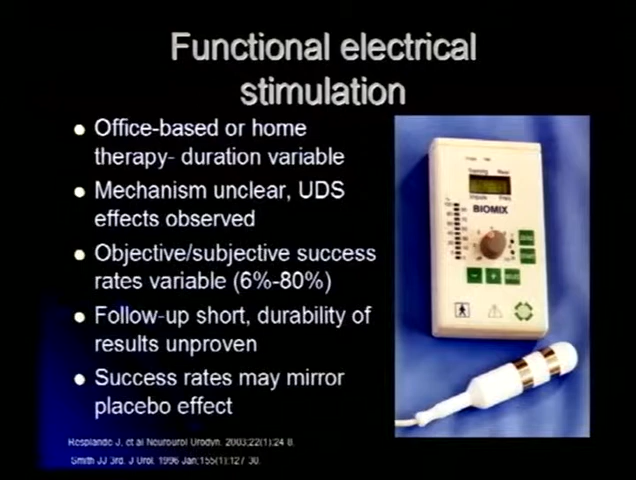 Functional electrical
stimulation
Office-based or home
therapy- duration variable
Mechanism unclear, UDS
effects observed
Objective/subjective success
rates variable (6%-80%)
Follow-up short, durability of
results unproven
Success rates may mirror
placebo effect
BIOMIX
Resplande J, et al Neurourol Urodyn. 2003;22(1):24-8.
Smith JJ 3rd. J Urol. 1996 Jan;155(1):127-30.